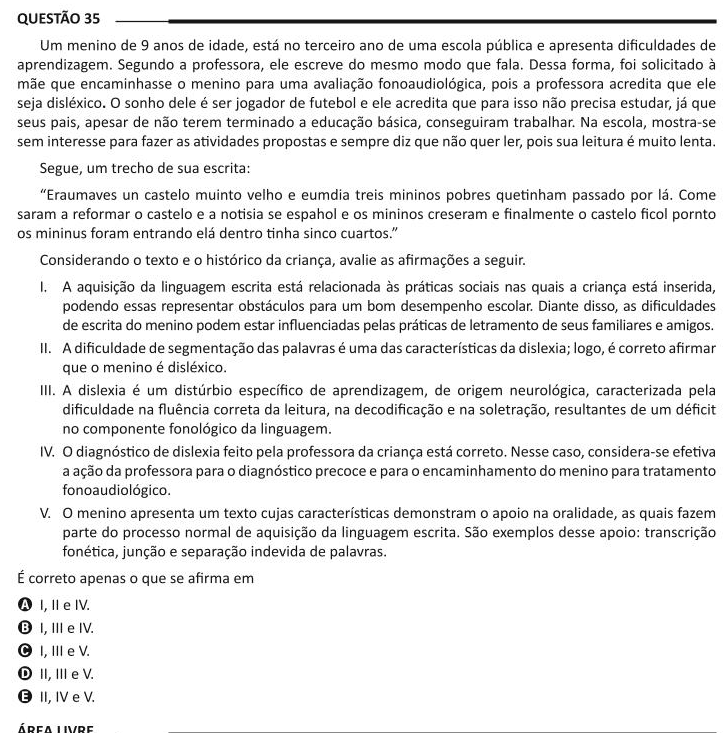 QUESTÃO 35
Um menino de 9 anos de idade, está no terceiro ano de uma escola pública e apresenta dificuldades de
aprendizagem. Segundo a professora, ele escreve do mesmo modo que fala. Dessa forma, foi solicitado à
mãe que encaminhasse o menino para uma avaliação fonoaudiológica, pois a professora acredita que ele
seja disléxico. O sonho dele é ser jogador de futebol e ele acredita que para isso não precisa estudar, já que
seus pais, apesar de não terem terminado a educação básica, conseguiram trabalhar. Na escola, mostra-se
sem interesse para fazer as atividades propostas e sempre diz que não quer ler, pois sua leitura é muito lenta.
Segue, um trecho de sua escrita:
“Eraumaves un castelo muinto velho e eumdia treis mininos pobres quetinham passado por lá. Come
saram a reformar o castelo e a notisia se espahol e os mininos creseram e finalmente o castelo ficol pornto
os mininus foram entrando elá dentro tinha sinco cuartos.”
Considerando o texto e o histórico da criança, avalie as afirmações a seguir.
I. A aquisição da linguagem escrita está relacionada às práticas sociais nas quais a criança está inserida,
podendo essas representar obstáculos para um bom desempenho escolar. Diante disso, as dificuldades
de escrita do menino podem estar influenciadas pelas práticas de letramento de seus familiares e amigos.
II. A dificuldade de segmentação das palavras é uma das características da dislexia; logo, é correto afirmar
que o menino é disléxico.
III. A dislexia é um distúrbio específico de aprendizagem, de origem neurológica, caracterizada pela
dificuldade na fluência correta da leitura, na decodificação e na soletração, resultantes de um déficit
no componente fonológico da linguagem.
IV. O diagnóstico de dislexia feito pela professora da criança está correto. Nesse caso, considera-se efetiva
a ação da professora para o diagnóstico precoce e para o encaminhamento do menino para tratamento
fonoaudiológico.
V. O menino apresenta um texto cujas características demonstram o apoio na oralidade, as quais fazem
parte do processo normal de aquisição da linguagem escrita. São exemplos desse apoio: transcrição
fonética, junção e separação indevida de palavras.
É correto apenas o que se afirma em
A I, II e IV.
B I, III e IV.
C I, III e V.
D II, III e V.
E II, IV e V.
ÁREA LIVRE